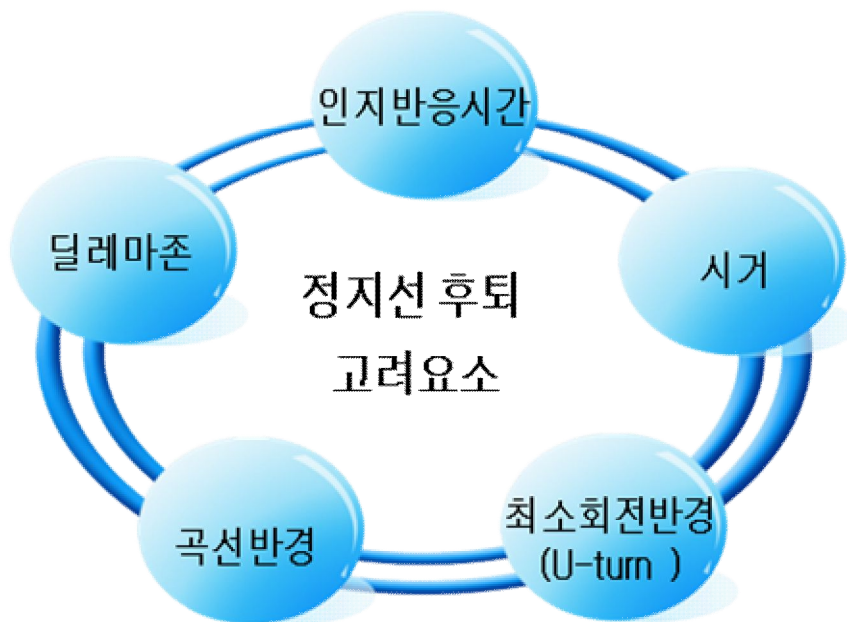 인지반응시간
딜레마존
시거
정지선 후퇴
고려요소
곡선반경
최소회전반경
(U-turn )